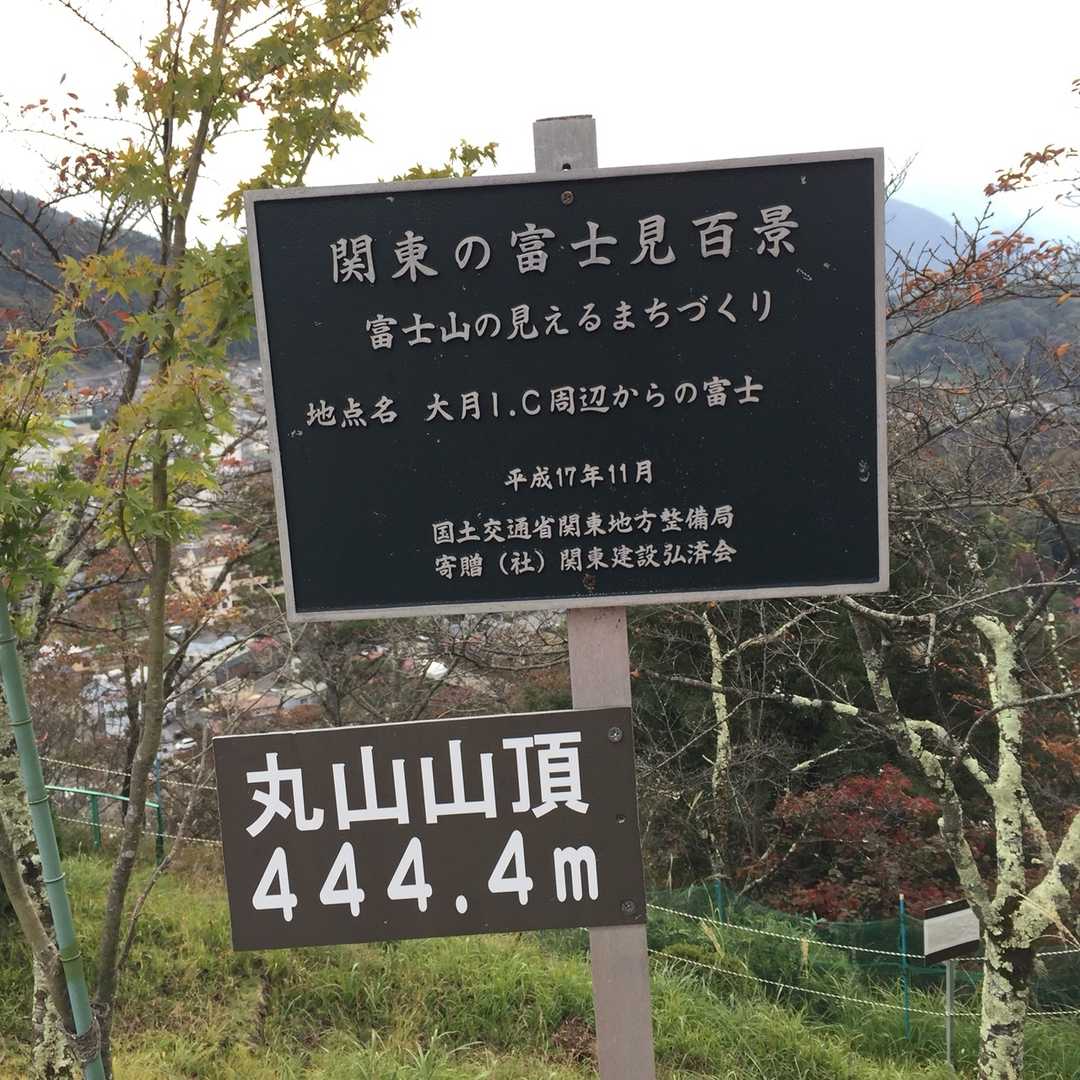 関東の富士見百景
富士山の見えるまちづくり
地点名 大月I.C周辺からの富士
平成17年11月
国土交通省関東地方整備局
寄贈（社）関東建設弘済会
丸山山頂
444.4m